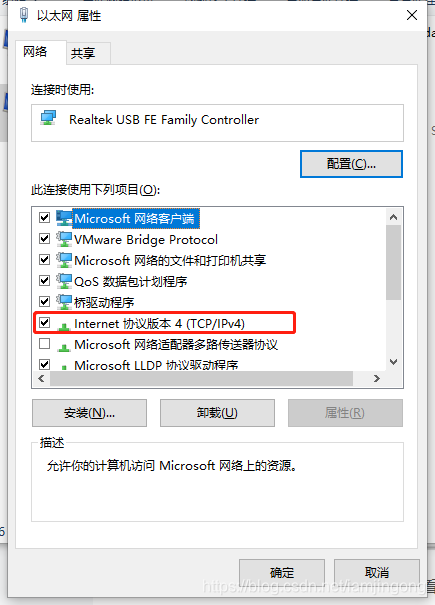 以太网 属性
网络
共享
连接时使用:
Realtek USB FE Family Controller
配置(C)...
此连接使用下列项目(O):
Microsoft 网络客户端
VMware Bridge Protocol
Microsoft 网络的文件和打印机共享
QoS 数据包计划程序
桥驱动程序
Internet 协议版本 4 (TCP/IPv4)
Microsoft 网络适配器多路传送器协议
Microsoft LLDP 协议驱动程序
安装(N)...
卸载(U)
属性(R)
描述
允许你的计算机访问 Microsoft 网络上的资源。
确定
取消
https://blog.csdn.net/iamjingong